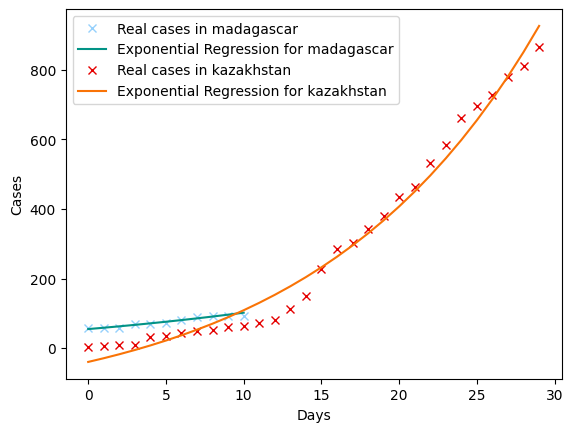 Real cases in madagascar
Exponential Regression for madagascar
Real cases in kazakhstan
Exponential Regression for kazakhstan
800
600
400
200
0
Cases
0 5 10 15 20 25 30
Days